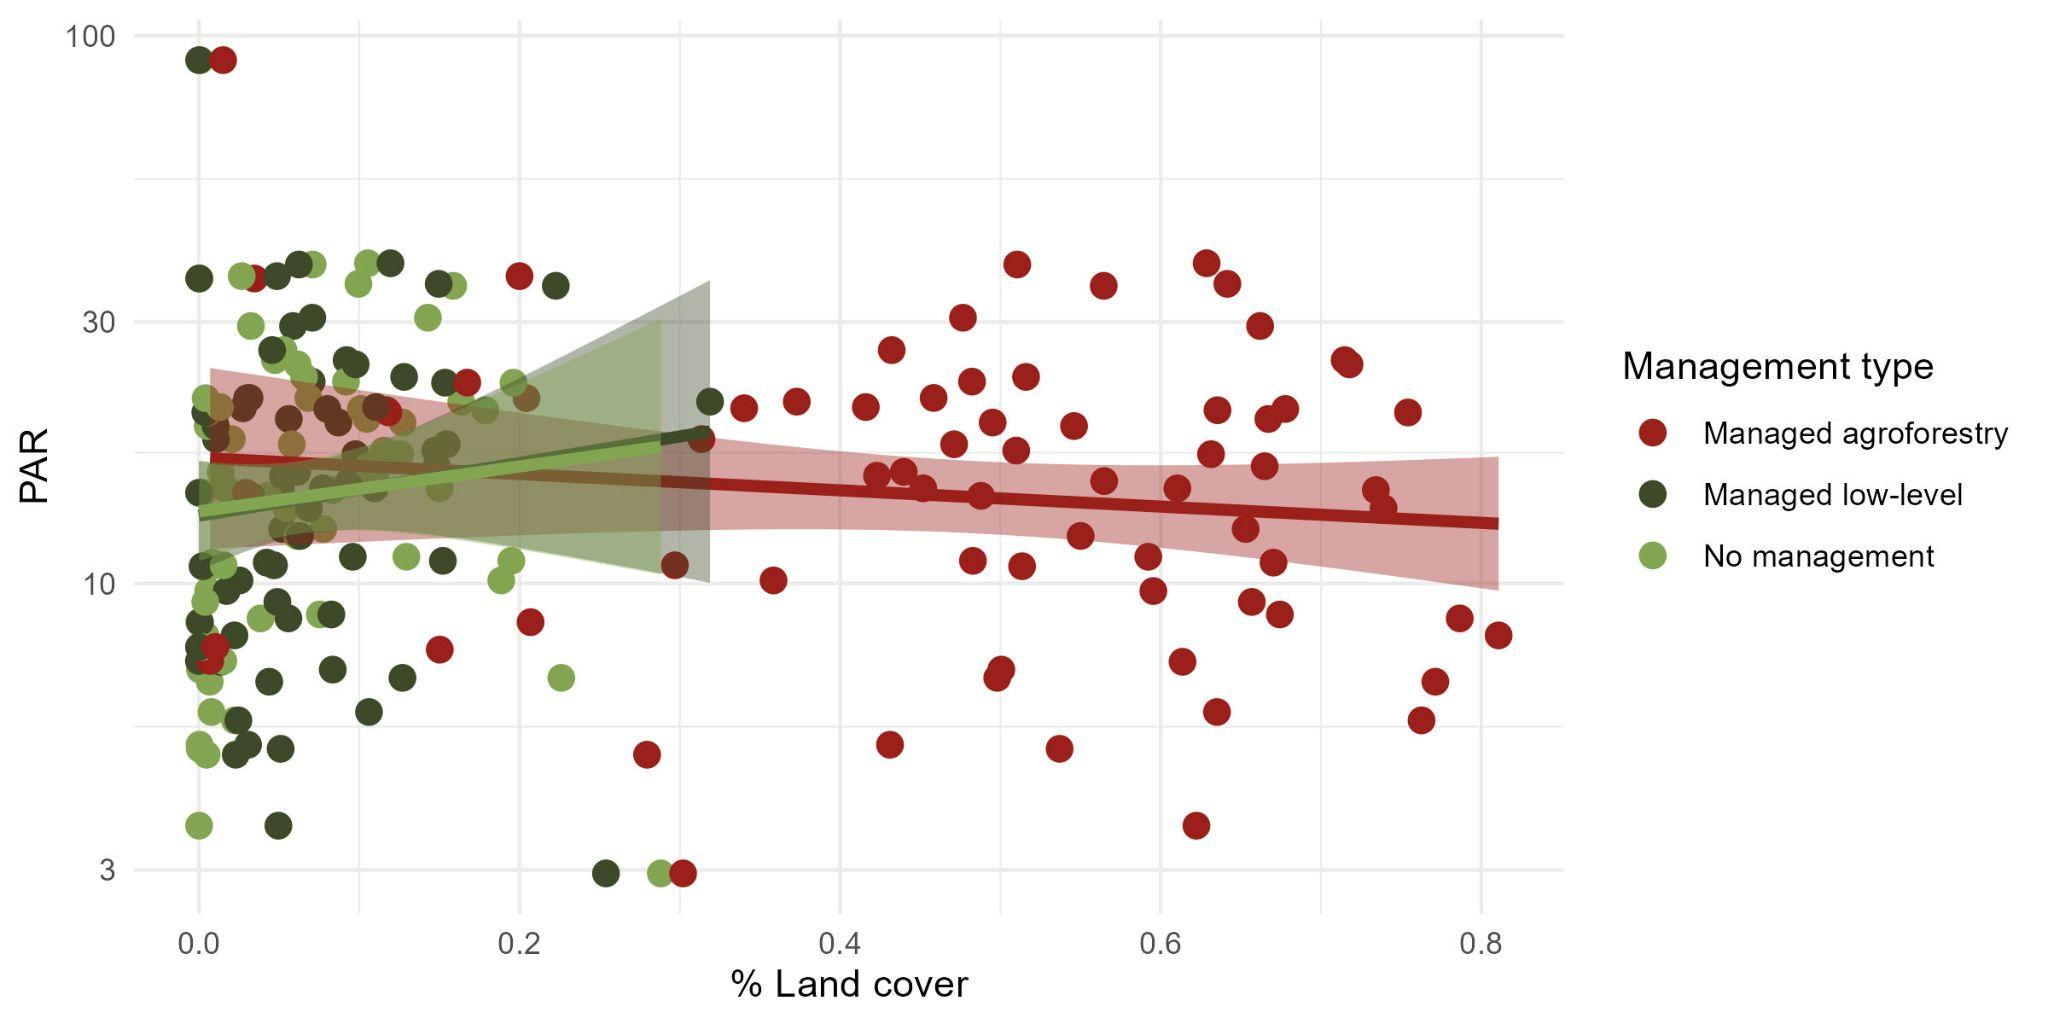 100
30
10
3
PAR
0.0
0.2
0.4
0.6
0.8
% Land cover
Management type
Managed agroforestry
Managed low-level
No management